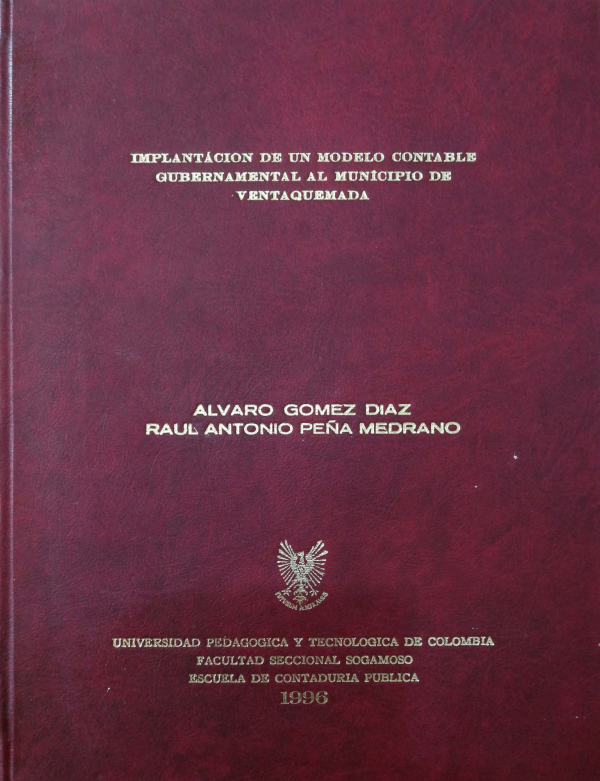 IMPLANTÁCION DE UN MODELO CONTABLE
GUBERNAMENTAL AL MUNÍCIPIO DE
VENTAQUEMADA
ALVARO GOMEZ DIAZ
RAUL ANTONIO PEÑA MEDRANO
UNIVERSIDAD PEDAGOGICA Y TECNOLOGICA DE COLOMBIA
FACULTAD SECCIONAL SOGAMOSO
ESCUELA DE CONTADURIA PUBLICA
1996